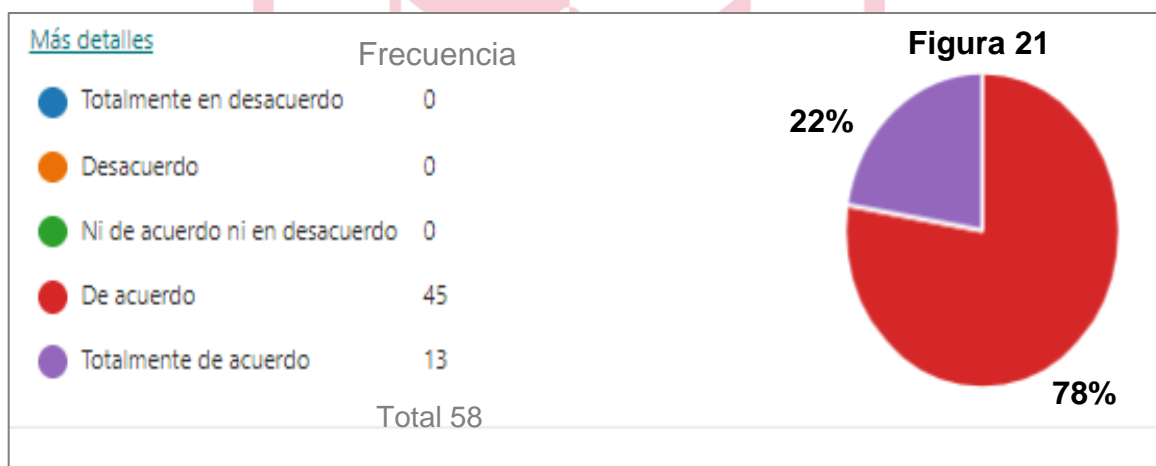 Más detalles
Frecuencia
Figura 21
Totalmente en desacuerdo 0
22%
Desacuerdo 0
Ni de acuerdo ni en desacuerdo 0
De acuerdo 45
Totalmente de acuerdo 13
78%
Total 58